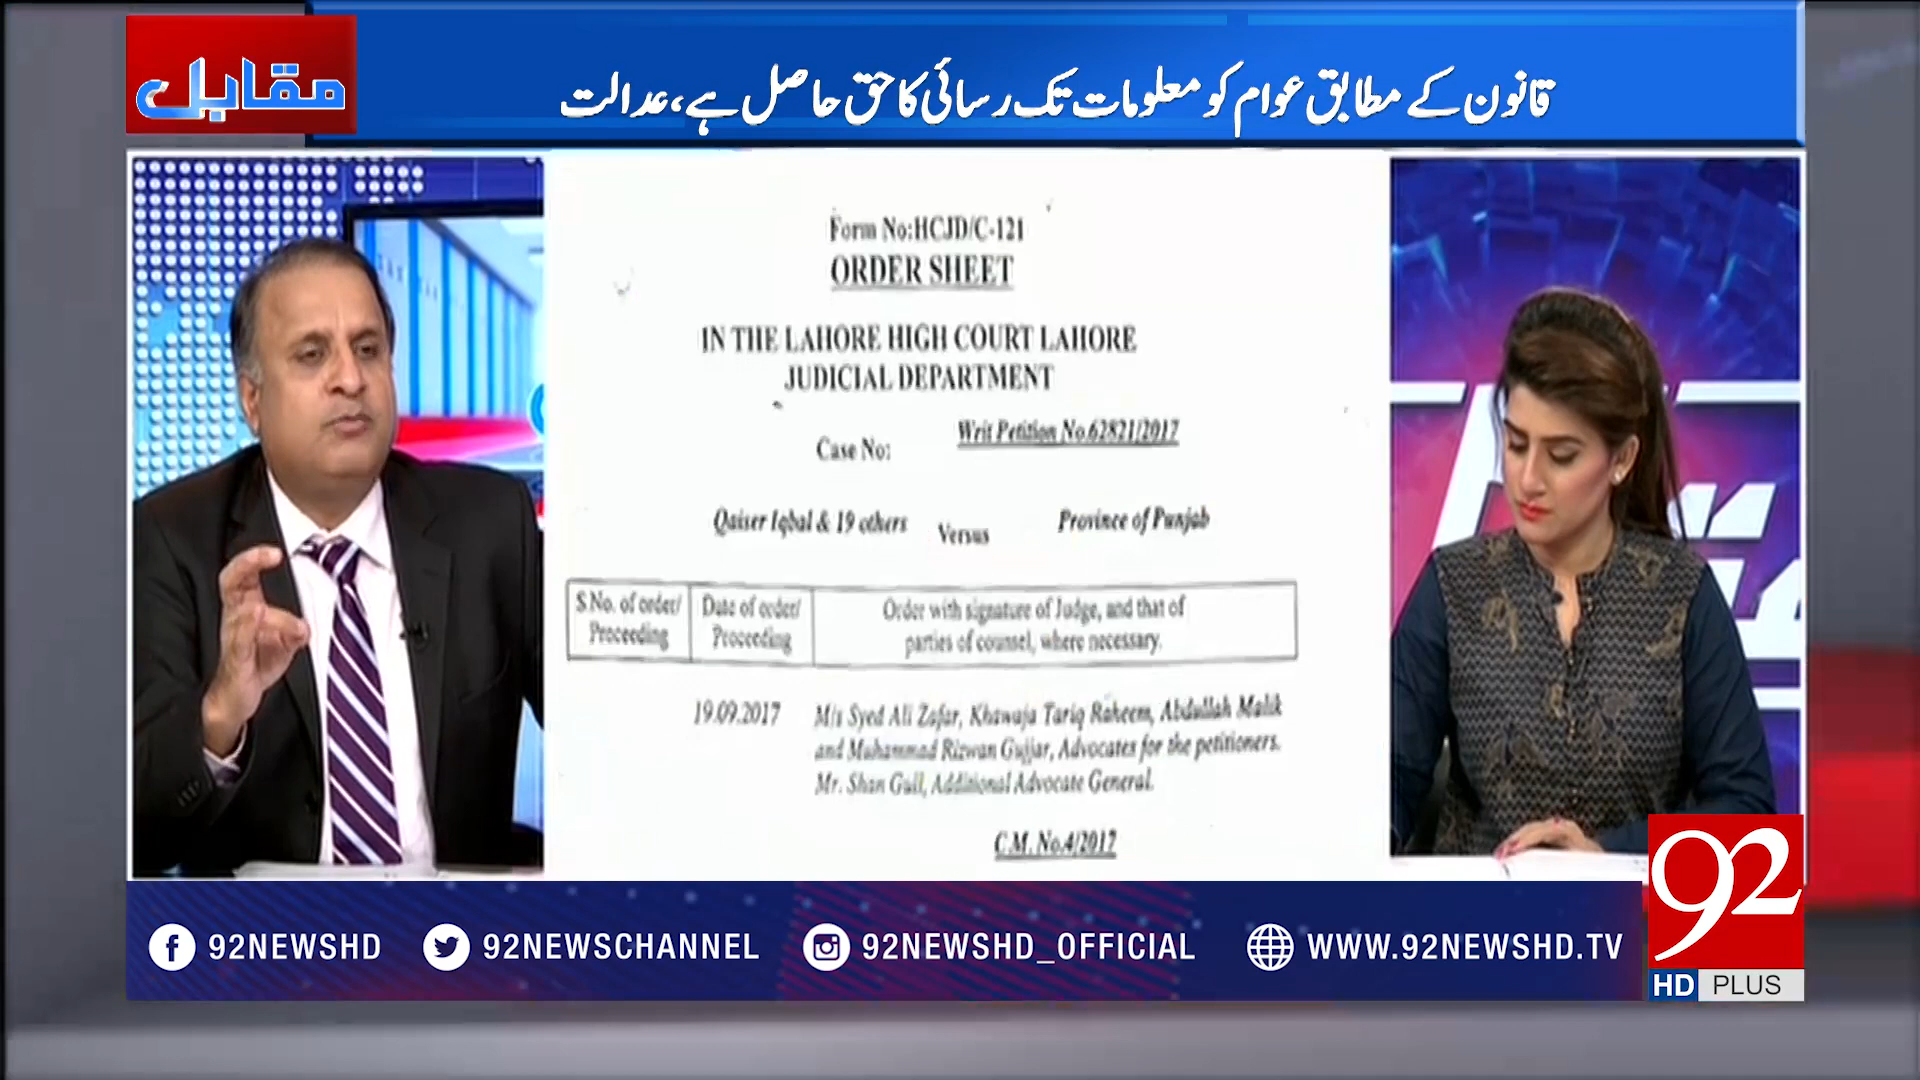 مقابل
قانون کے مطابق عوام کو معلومات تک رسائی کا حق حاصل ہے، عدالت
Form No:HCJD/C-121
ORDER SHEET
IN THE LAHORE HIGH COURT LAHORE
JUDICIAL DEPARTMENT
Case No: Writ Petition No.62821/2017
Qaiser Iqbal & 19 others Versus Province of Punjab
S.No. of order/ Proceeding
Date of order/ Proceeding
Order with signature of Judge, and that of
parties of counsel, where necessary.
19.09.2017 M/s Syed Ali Zafar, Khawaja Tariq Raheem, Abdullah Malik
and Muhammad Rizwan Gujjar, Advocates for the petitioners.
Mr. Shan Gull, Additional Advocate General.
C.M. No.4/2017
92NEWSHD 92NEWSCHANNEL 92NEWSHD_OFFICIAL WWW.92NEWSHD.TV
92
HD PLUS